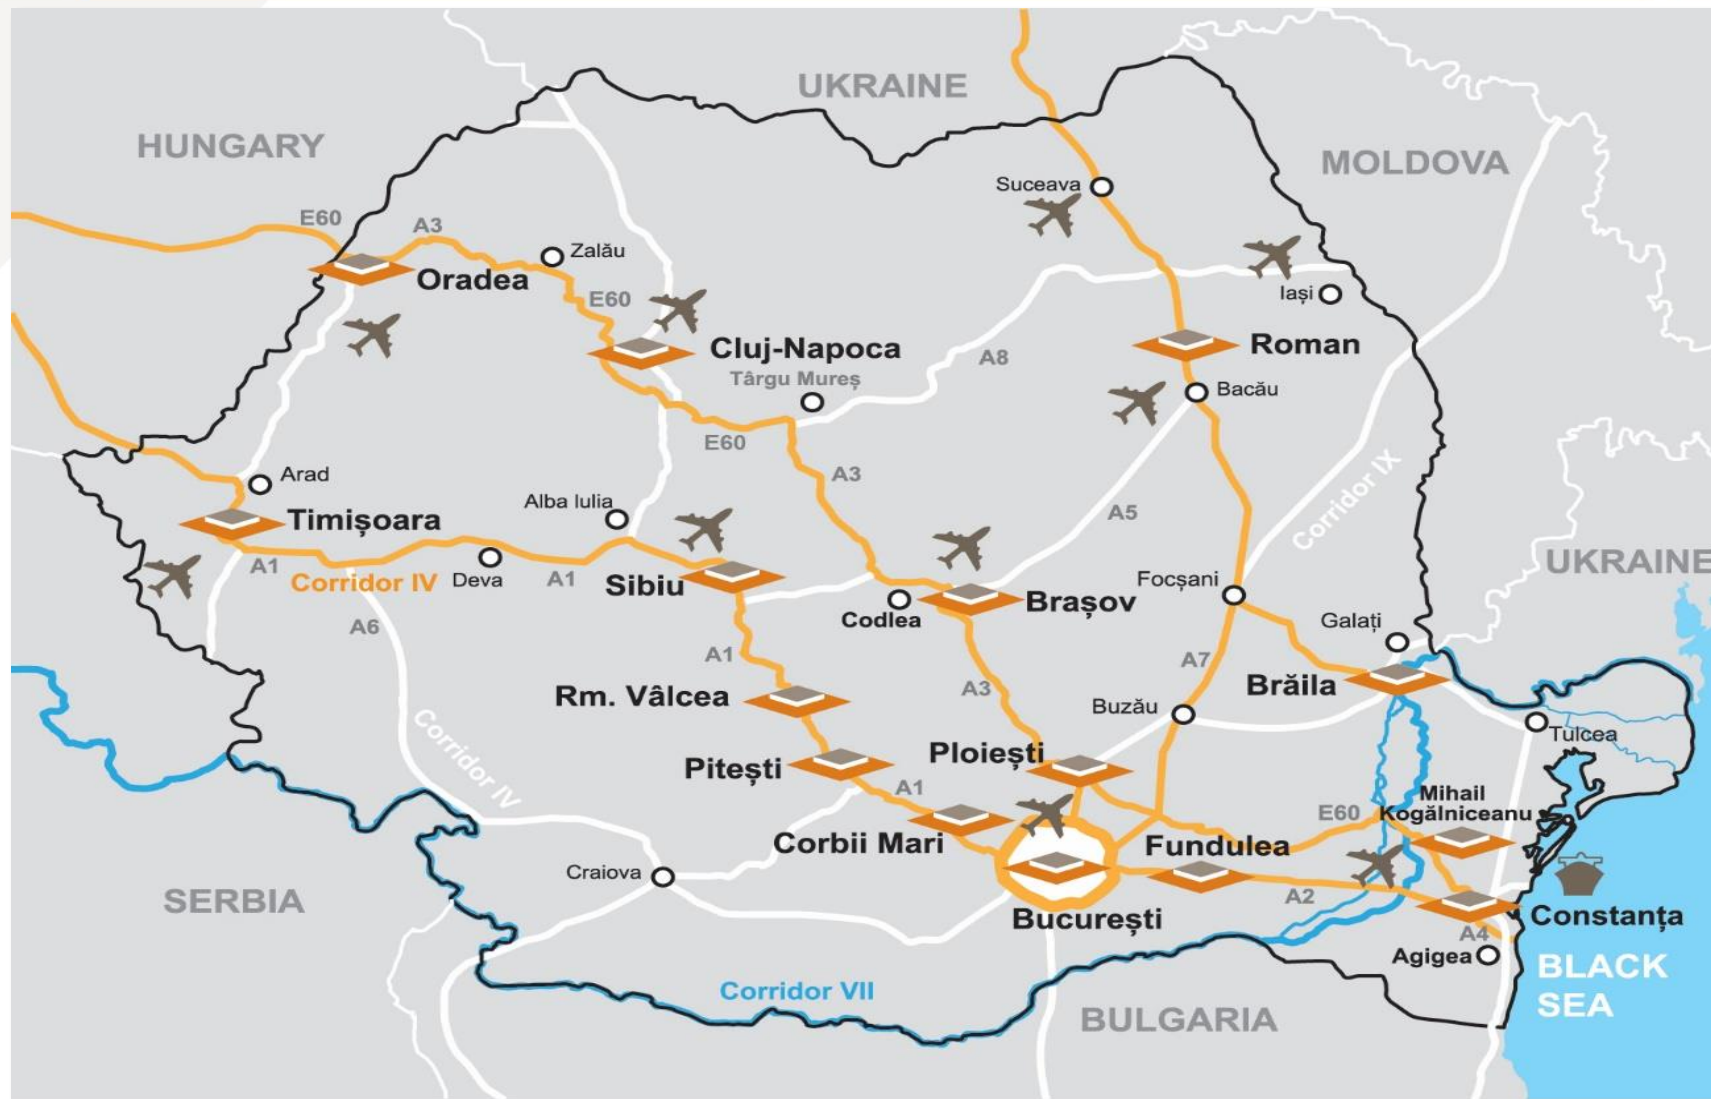 UKRAINE
HUNGARY
MOLDOVA
Suceava
E60
A3
Zalău
Oradea
Iași
E60
Cluj-Napoca
Roman
Târgu Mureș
A8
Bacău
E60
A3
Corridor IX
Arad
Alba Iulia
A5
Timișoara
UKRAINE
A1
Corridor IV
Deva
A1
Sibiu
Focșani
Codlea
Brașov
A6
Galați
A1
A3
A7
Brăila
Rm. Vâlcea
Buzău
Tulcea
Corridor IV
Ploiești
Pitești
A1
Mihail
Kogălniceanu
E60
Corbii Mari
Fundulea
Craiova
SERBIA
A2
București
Constanța
A4
Agigea
BLACK
SEA
Corridor VII
BULGARIA